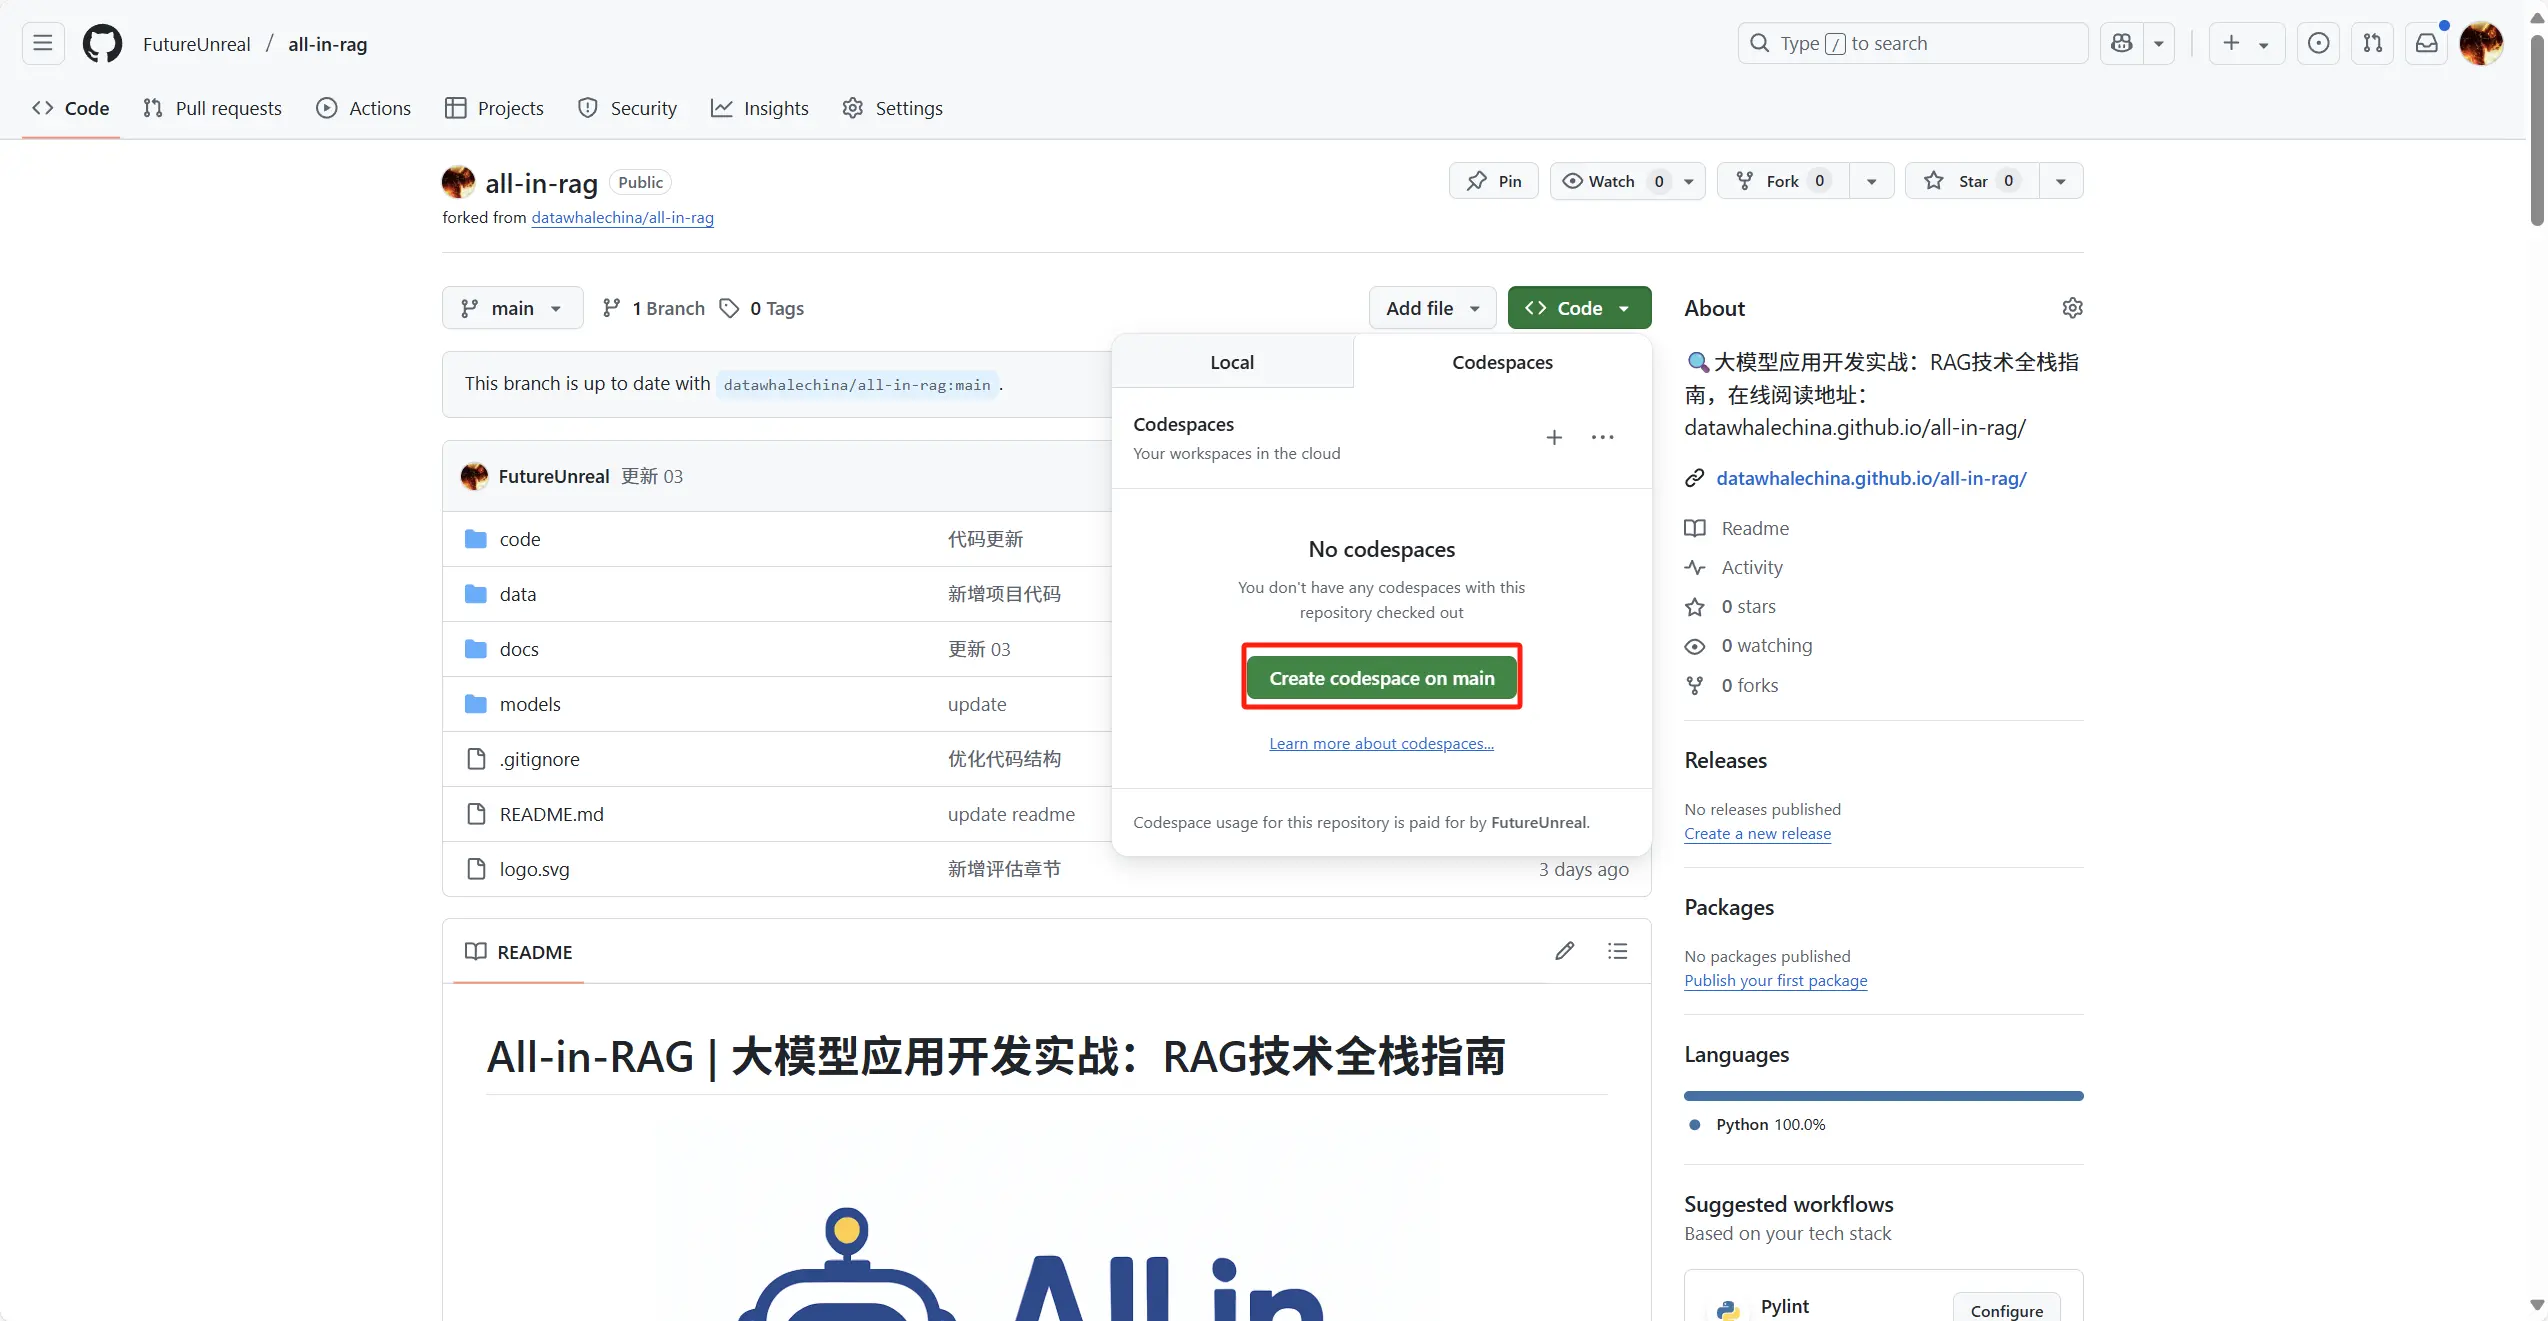 FutureUnreal / all-in-rag
Type / to search
Code
Pull requests
Actions
Projects
Security
Insights
Settings
all-in-rag Public
Pin
Watch 0
Fork 0
Star 0
forked from datawhalechina/all-in-rag
main
1 Branch
0 Tags
Add file
Code
This branch is up to date with datawhalechina/all-in-rag:main .
FutureUnreal 更新 03
code 代码更新
data 新增项目代码
docs 更新 03
models update
.gitignore 优化代码结构
README.md update readme
logo.svg 新增评估章节 3 days ago
Local
Codespaces
Codespaces
Your workspaces in the cloud
No codespaces
You don't have any codespaces with this
repository checked out
Create codespace on main
Learn more about codespaces...
Codespace usage for this repository is paid for by FutureUnreal.
README
All-in-RAG | 大模型应用开发实战：RAG技术全栈指南
All in
About
大模型应用开发实战：RAG技术全栈指
南，在线阅读地址：
datawhalechina.github.io/all-in-rag/
datawhalechina.github.io/all-in-rag/
Readme
Activity
0 stars
0 watching
0 forks
Releases
No releases published
Create a new release
Packages
No packages published
Publish your first package
Languages
Python 100.0%
Suggested workflows
Based on your tech stack
Pylint
Configure